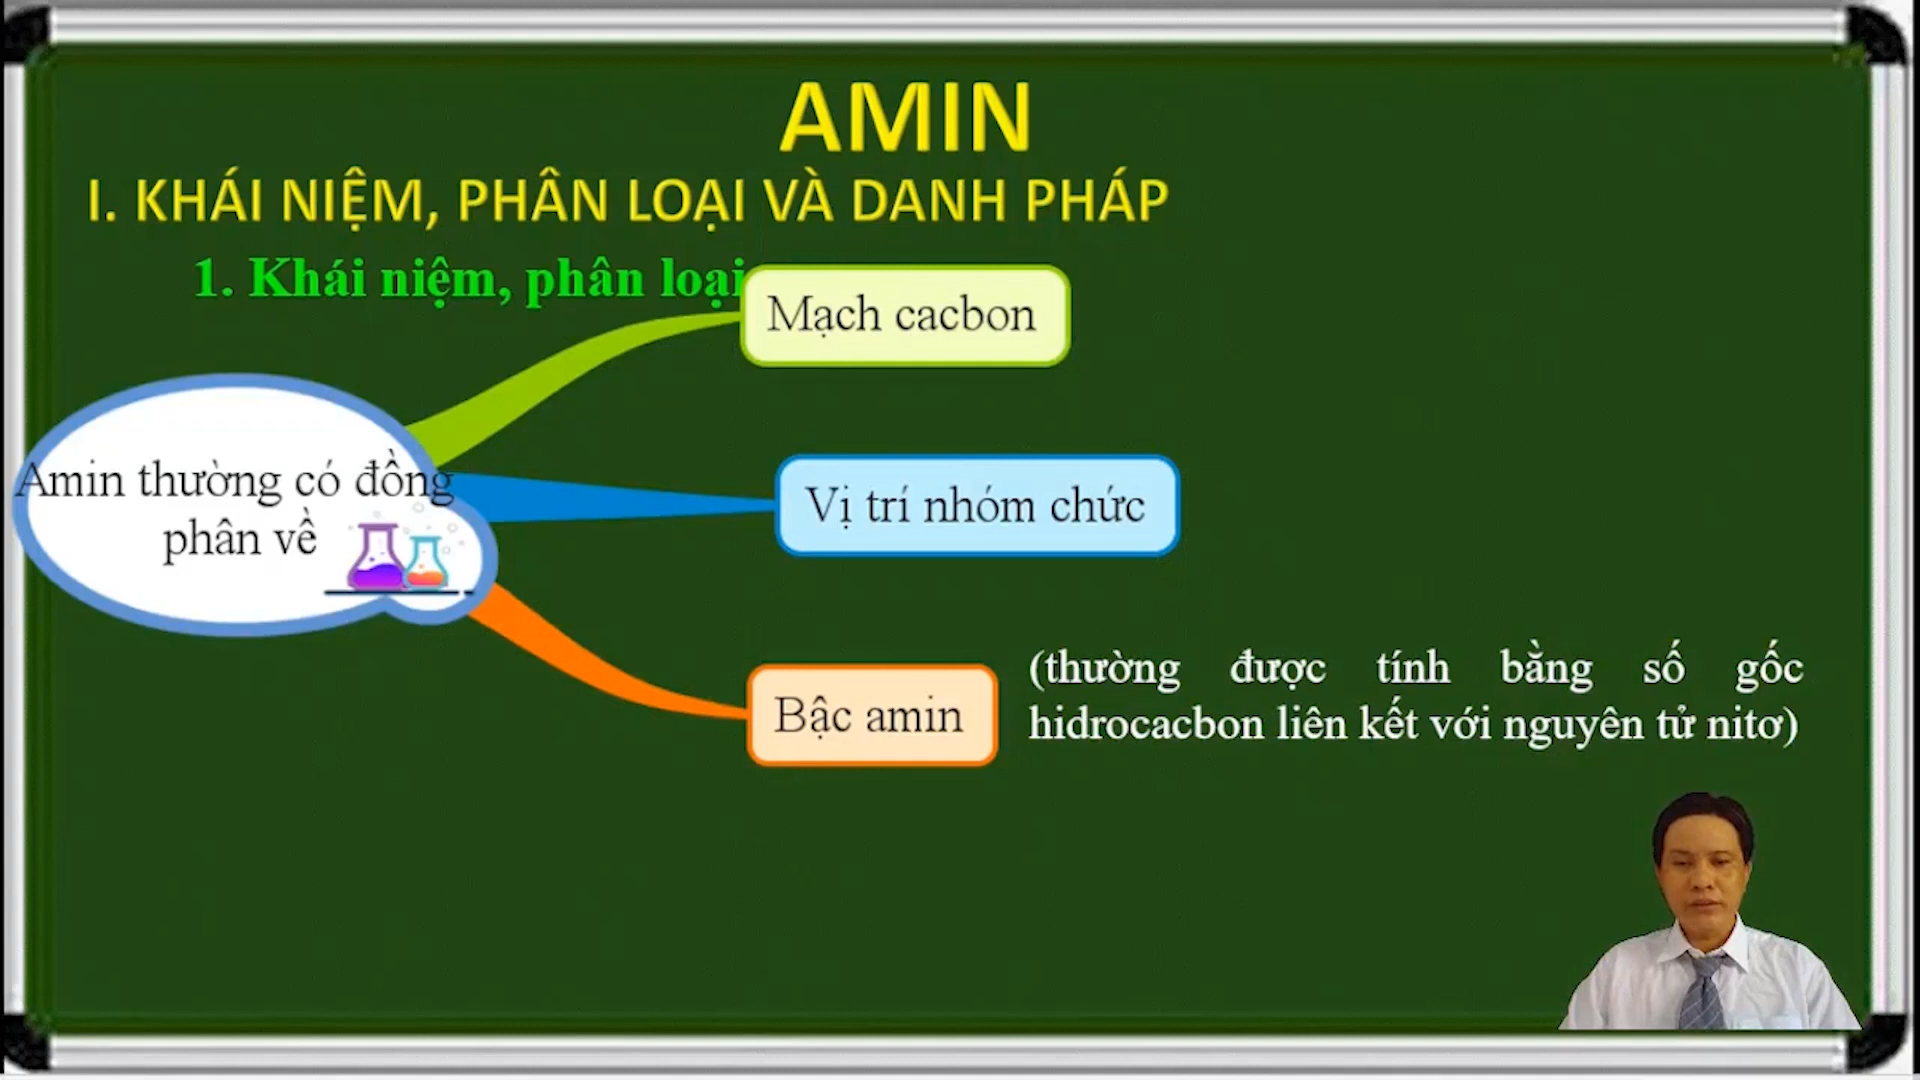 AMIN
I. KHÁI NIỆM, PHÂN LOẠI VÀ DANH PHÁP
1. Khái niệm, phân loại
Mạch cacbon
Amin thường có đồng
phân về
Vị trí nhóm chức
Bậc amin
(thường được tính bằng số gốc
hidrocacbon liên kết với nguyên tử nitơ)